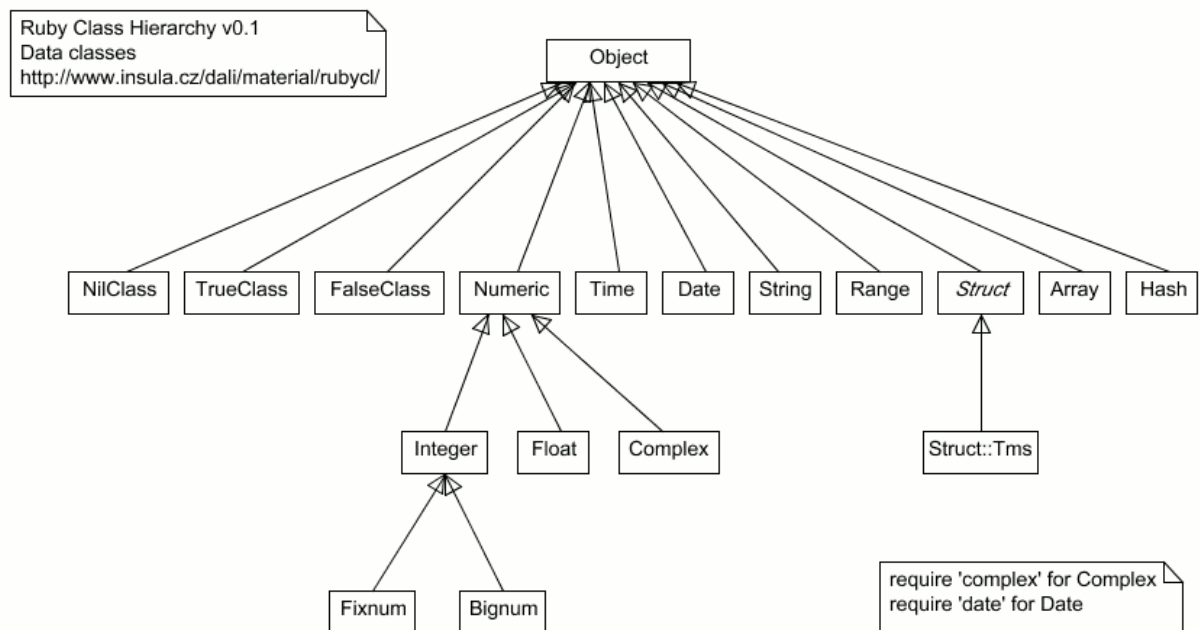 Ruby Class Hierarchy v0.1
Data classes
http://www.insula.cz/dali/material/rubycl/
Object
NilClass TrueClass FalseClass Numeric Time Date String Range Struct Array Hash
Integer Float Complex Struct::Tms
Fixnum Bignum
require 'complex' for Complex
require 'date' for Date